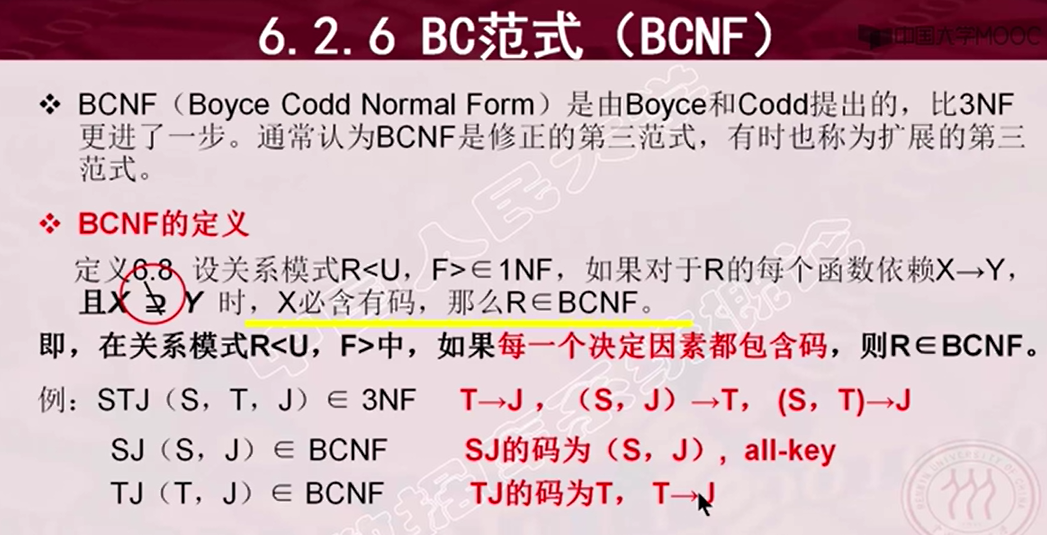 6.2.6 BC范式（BCNF）
中国大学MOOC
❖ BCNF（Boyce Codd Normal Form）是由Boyce和Codd提出的，比3NF
更进了一步。通常认为BCNF是修正的第三范式，有时也称为扩展的第三
范式。
❖ BCNF的定义
定义6.8 设关系模式R<U，F>∈1NF，如果对于R的每个函数依赖X→Y，
且X ⊉ Y 时，X必含有码，那么R∈BCNF。
即，在关系模式R<U，F>中，如果每一个决定因素都包含码，则R∈BCNF。
例：STJ（S，T，J）∈ 3NF T→J ，（S，J）→T， (S，T)→J
SJ（S，J）∈ BCNF SJ的码为（S，J）, all-key
TJ（T，J）∈ BCNF TJ的码为T， T→J